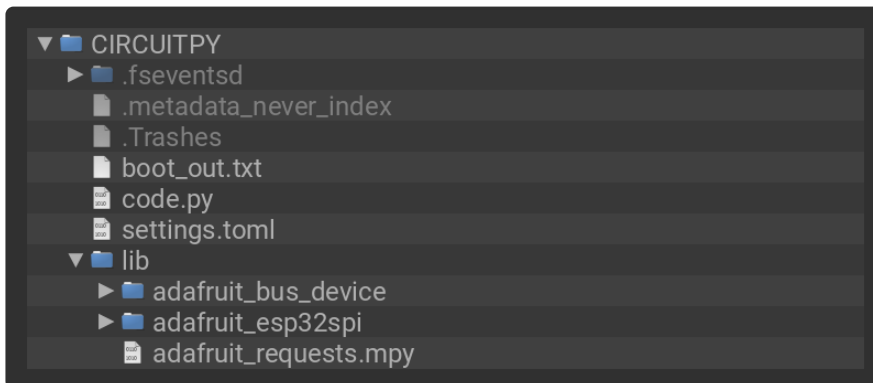 CIRCUITPY
.fseventsd
.metadata_never_index
.Trashes
boot_out.txt
code.py
settings.toml
lib
adafruit_bus_device
adafruit_esp32spi
adafruit_requests.mpy